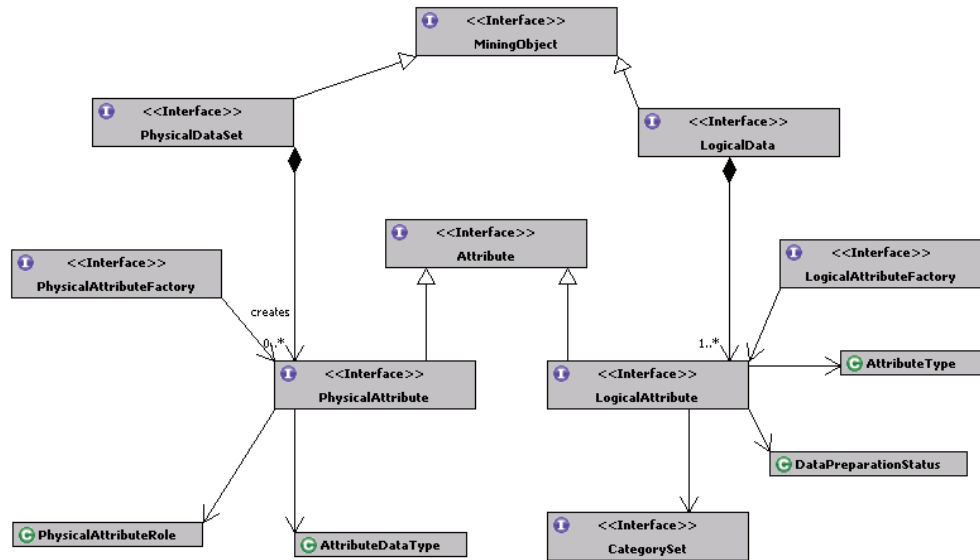 <<Interface>>
MiningObject
<<Interface>>
PhysicalDataSet
<<Interface>>
LogicalData
<<Interface>>
Attribute
<<Interface>>
PhysicalAttributeFactory
<<Interface>>
LogicalAttributeFactory
creates
0..*
1..*
<<Interface>>
PhysicalAttribute
<<Interface>>
LogicalAttribute
AttributeType
DataPreparationStatus
PhysicalAttributeRole
AttributeDataType
<<Interface>>
CategorySet